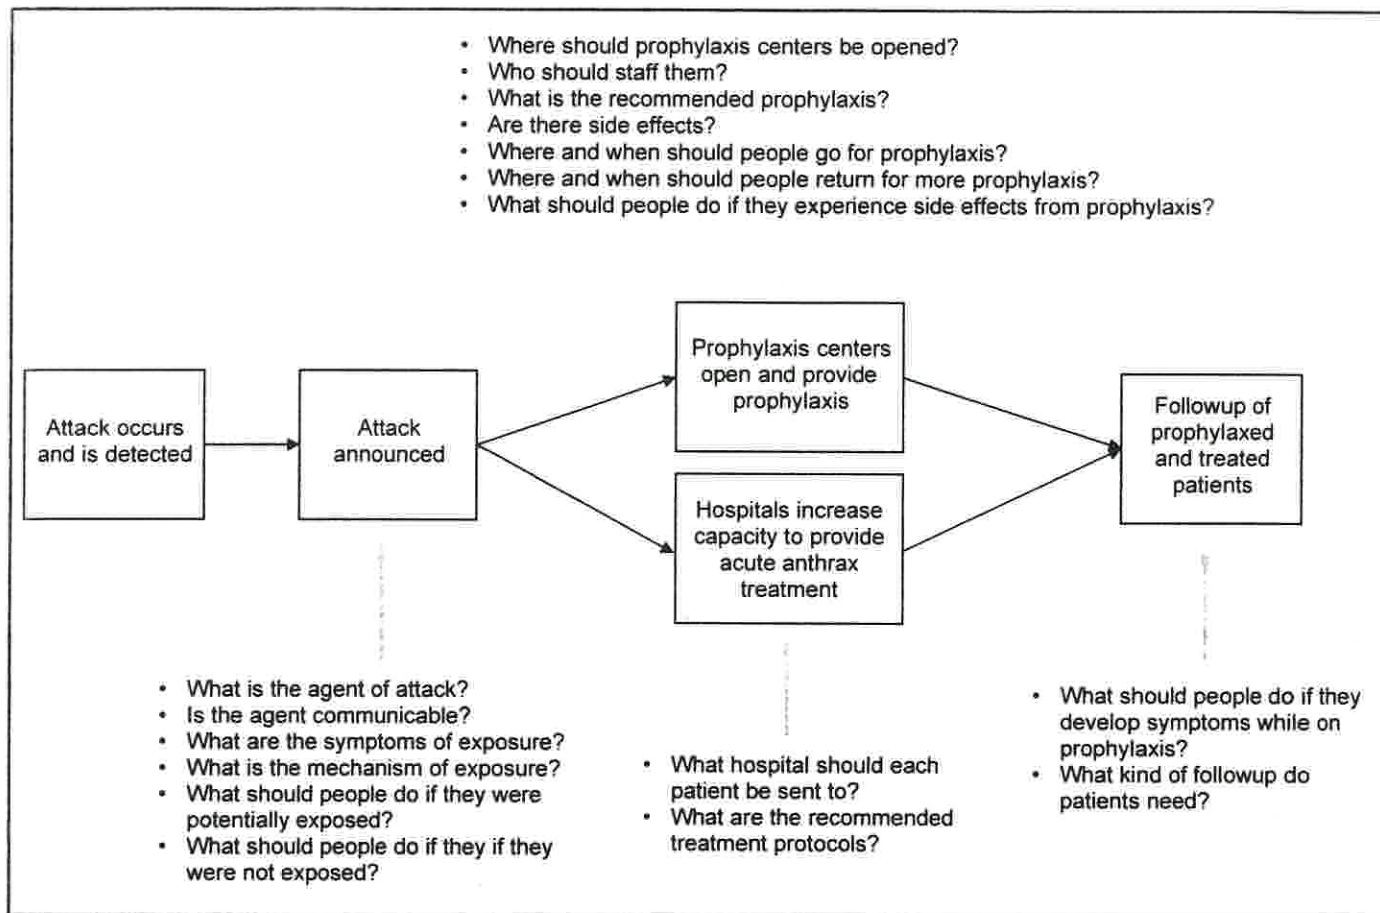 • Where should prophylaxis centers be opened?
• Who should staff them?
• What is the recommended prophylaxis?
• Are there side effects?
• Where and when should people go for prophylaxis?
• Where and when should people return for more prophylaxis?
• What should people do if they experience side effects from prophylaxis?
Attack occurs
and is detected
Attack
announced
Prophylaxis centers
open and provide
prophylaxis
Hospitals increase
capacity to provide
acute anthrax
treatment
Followup of
prophylaxed
and treated
patients
• What is the agent of attack?
• Is the agent communicable?
• What are the symptoms of exposure?
• What is the mechanism of exposure?
• What should people do if they were
potentially exposed?
• What should people do if they if they
were not exposed?
• What hospital should each
patient be sent to?
• What are the recommended
treatment protocols?
• What should people do if they
develop symptoms while on
prophylaxis?
• What kind of followup do
patients need?